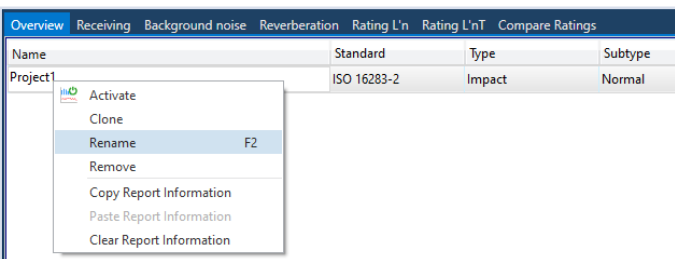 Overview Receiving Background noise Reverberation Rating L'n Rating L'nT Compare Ratings
Name Standard Type Subtype
Project1 ISO 16283-2 Impact Normal
Activate
Clone
Rename F2
Remove
Copy Report Information
Paste Report Information
Clear Report Information